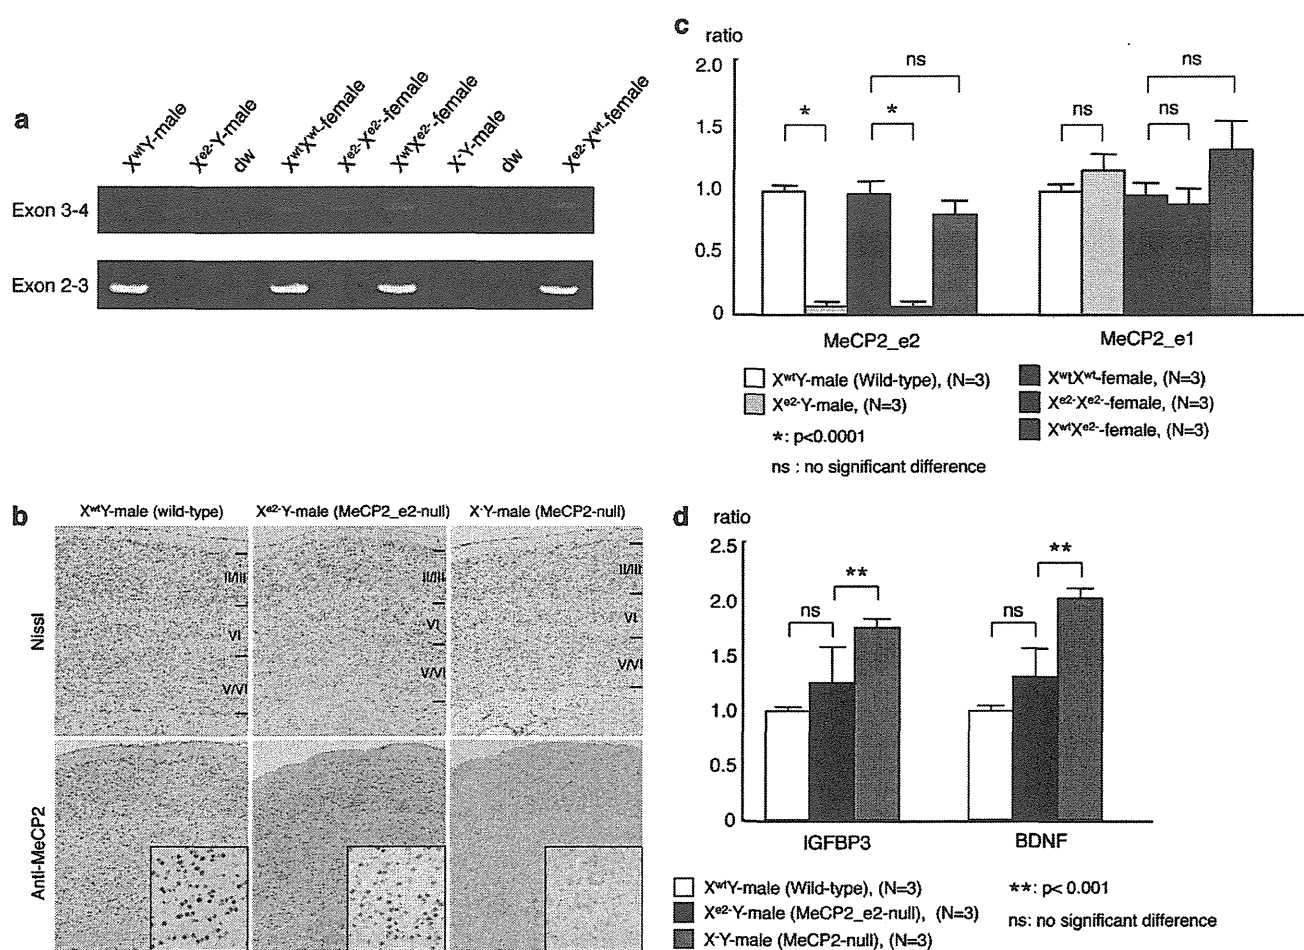 a
XwtY-male
Xe2-Y-male
dw
XwtXwt-female
Xe2-Xe2--female
XwtXe2--female
X-Y-male
dw
Xe2-Xwt-female
Exon 3-4
Exon 2-3
b
XwtY-male (wild-type)
Xe2-Y-male (MeCP2_e2-null)
X-Y-male (MeCP2-null)
Nissl
II/III
VI
V/VI
II/III
VI
V/VI
II/III
VI
V/VI
Anti-MeCP2
c
ratio
2.0
1.5
1.0
0.5
0
*
*
ns
ns
ns
ns
MeCP2_e2
MeCP2_e1
XwtY-male (Wild-type), (N=3)
Xe2-Y-male, (N=3)
*: p<0.0001
ns : no significant difference
XwtXwt-female, (N=3)
Xe2-Xe2--female, (N=3)
XwtXe2--female, (N=3)
d
ratio
2.5
2.0
1.5
1.0
0.5
0
ns
**
ns
**
IGFBP3
BDNF
XwtY-male (Wild-type), (N=3)
Xe2-Y-male (MeCP2_e2-null), (N=3)
X-Y-male (MeCP2-null), (N=3)
**: p< 0.001
ns: no significant difference